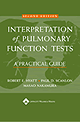 SECOND EDITION
INTERPRETATION OF
PULMONARY
FUNCTION TESTS
A PRACTICAL GUIDE
ROBERT E. HYATT PAUL D. SCANLON
MASAO NAKAMURA